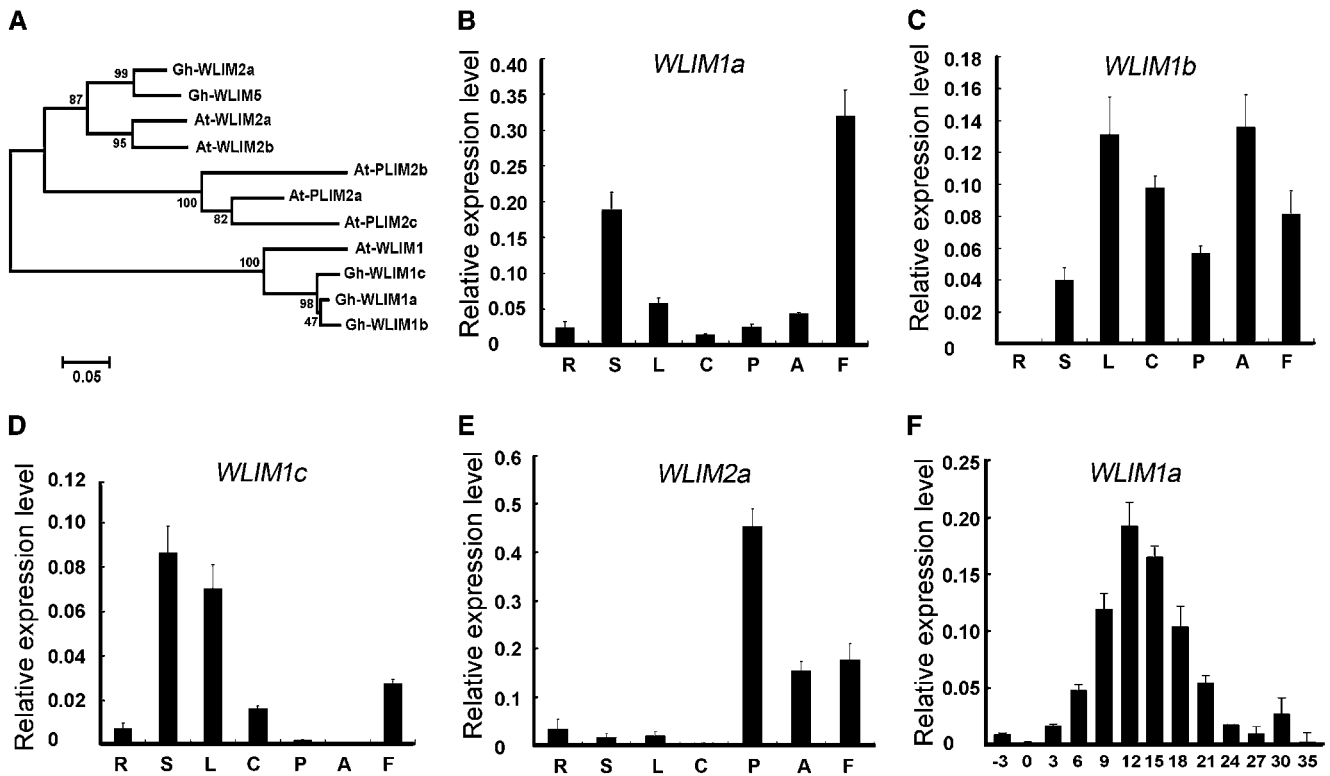 A
Gh-WLIM2a
Gh-WLIM5
At-WLIM2a
At-WLIM2b
At-PLIM2b
At-PLIM2a
At-PLIM2c
At-WLIM1
Gh-WLIM1c
Gh-WLIM1a
Gh-WLIM1b
99
87
95
100
82
100
98
47
0.05
B
WLIM1a
Relative expression level
0.40
0.35
0.30
0.25
0.20
0.15
0.10
0.05
0
R S L C P A F
C
WLIM1b
Relative expression level
0.18
0.16
0.14
0.12
0.10
0.08
0.06
0.04
0.02
0
R S L C P A F
D
WLIM1c
Relative expression level
0.12
0.10
0.08
0.06
0.04
0.02
0
R S L C P A F
E
WLIM2a
Relative expression level
0.6
0.5
0.4
0.3
0.2
0.1
0
R S L C P A F
F
WLIM1a
Relative expression level
0.25
0.20
0.15
0.10
0.05
0
-3 0 3 6 9 12 15 18 21 24 27 30 35